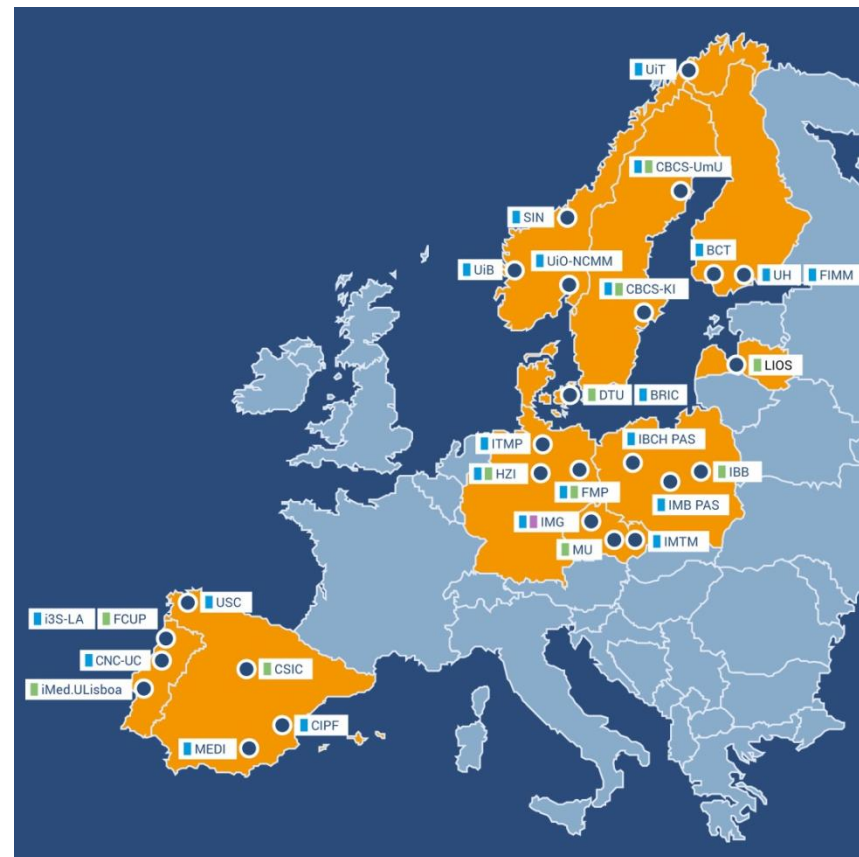 UiT
CBCS-UmU
SIN
BCT
UiB
UiO-NCMM
UH FIMM
CBCS-KI
LIOS
DTU BRIC
ITMP
IBCH PAS
HZI
IBB
FMP
IMB PAS
IMG
MU
IMTM
USC
i3S-LA FCUP
CNC-UC
CSIC
iMed.ULisboa
CIPF
MEDI